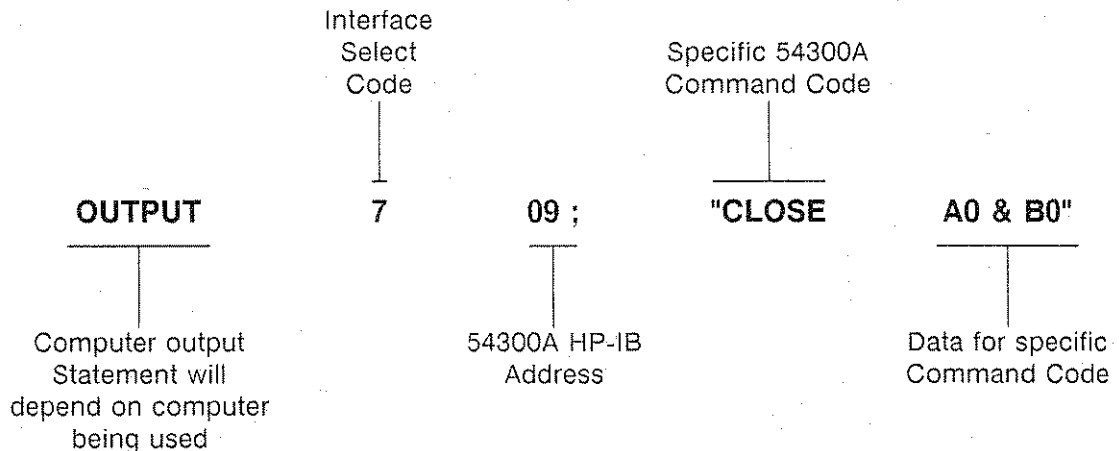 Interface
Select
Code
Specific 54300A
Command Code
OUTPUT 7 09 ; "CLOSE A0 & B0"
Computer output
Statement will
depend on computer
being used
54300A HP-IB
Address
Data for specific
Command Code